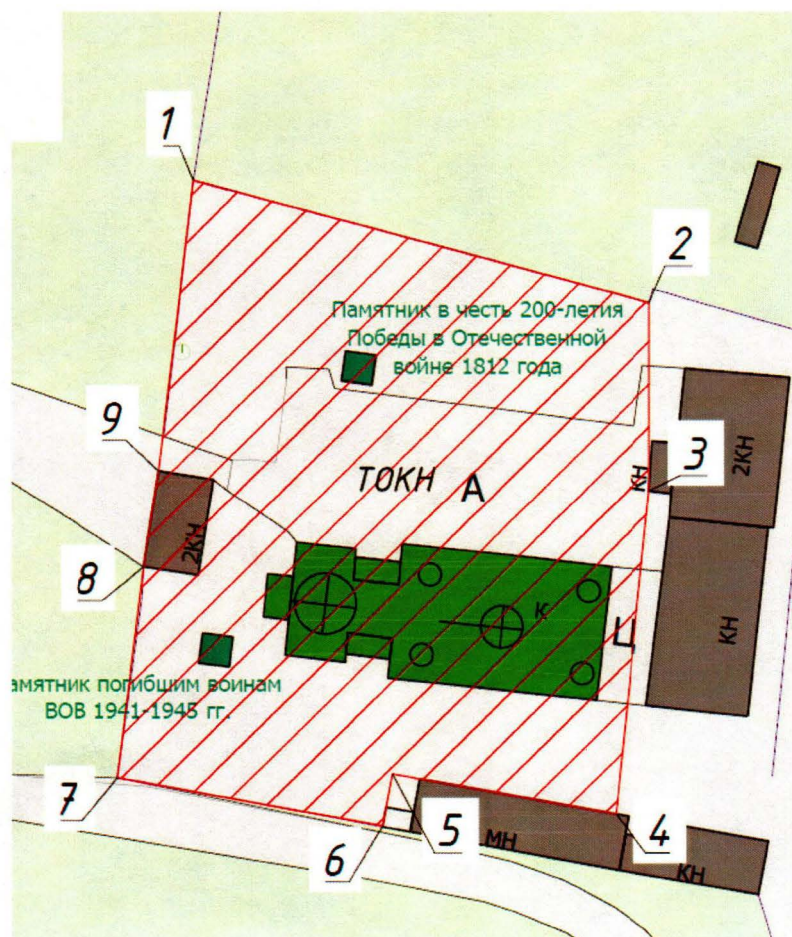 1
2
Памятник в честь 200-летия
Победы в Отечественной
войне 1812 года
9
ТОКН А
КН
3
2КН
2КН
8
К
Ц
КН
амятник погибшим воинам
ВОВ 1941-1945 гг.
7
6
5
МН
4
КН